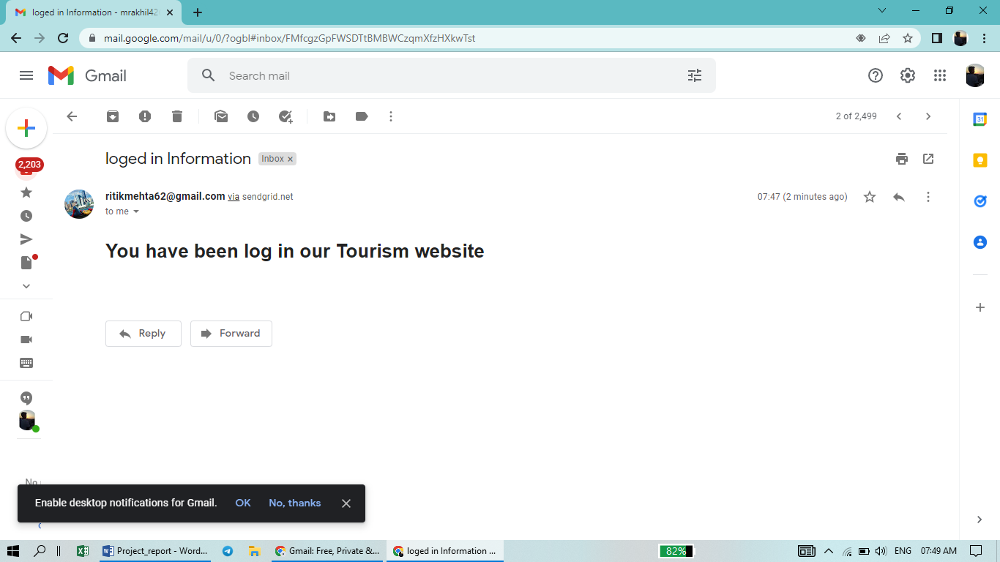 loged in Information - mrakhil42
mail.google.com/mail/u/0/?ogbl#inbox/FMfcgzGpFWSDTtBMBWCzqmXfzHXkwTst
Gmail
Search mail
2 of 2,499
31
2,203
loged in Information
Inbox ×
ritikmehta62@gmail.com via sendgrid.net
07:47 (2 minutes ago)
to me
You have been log in our Tourism website
Reply
Forward
No
Enable desktop notifications for Gmail.
OK
No, thanks
Project_report - Word...
Gmail: Free, Private &...
loged in Information ...
82%
ENG
07:49 AM